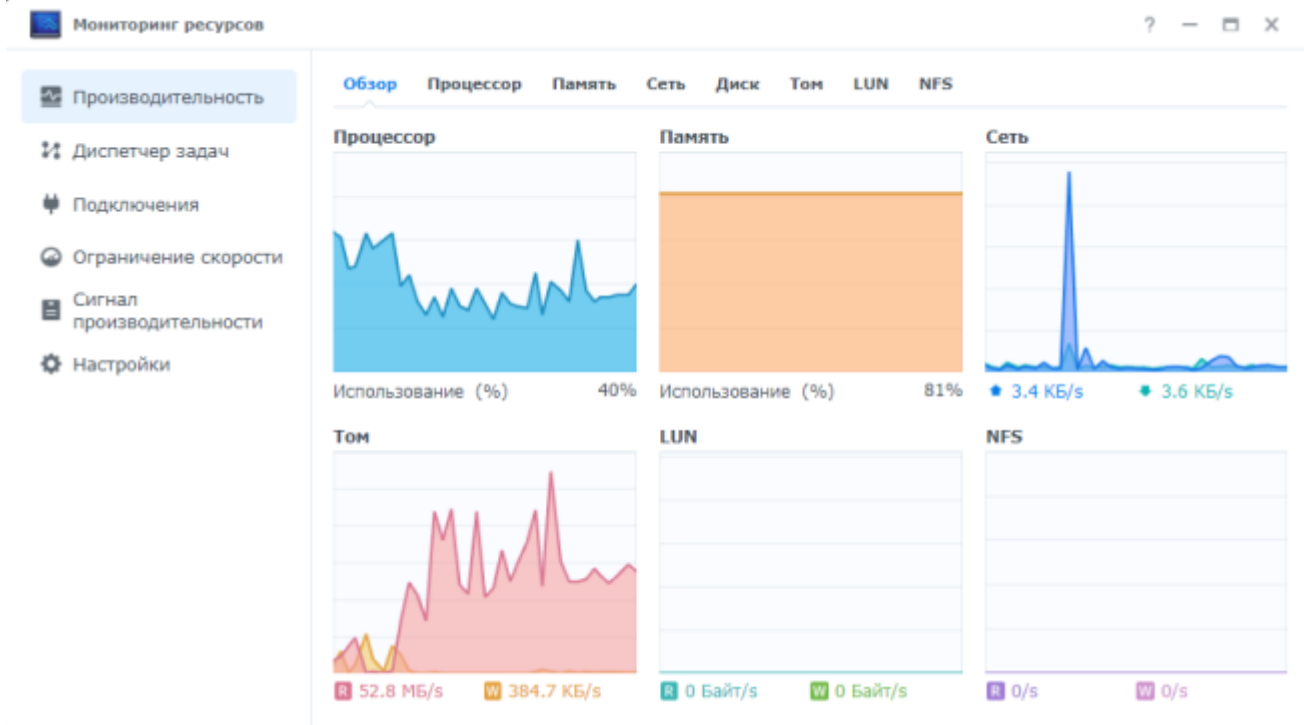 Мониторинг ресурсов
?
Производительность
Диспетчер задач
Подключения
Ограничение скорости
Сигнал
производительности
Настройки
Обзор Процессор Память Сеть Диск Том LUN NFS
Процессор Память Сеть
Использование (%) 40% Использование (%) 81% 3.4 КБ/s 3.6 КБ/s
Том LUN NFS
R 52.8 МБ/s W 384.7 КБ/s R 0 Байт/s W 0 Байт/s R 0/s W 0/s